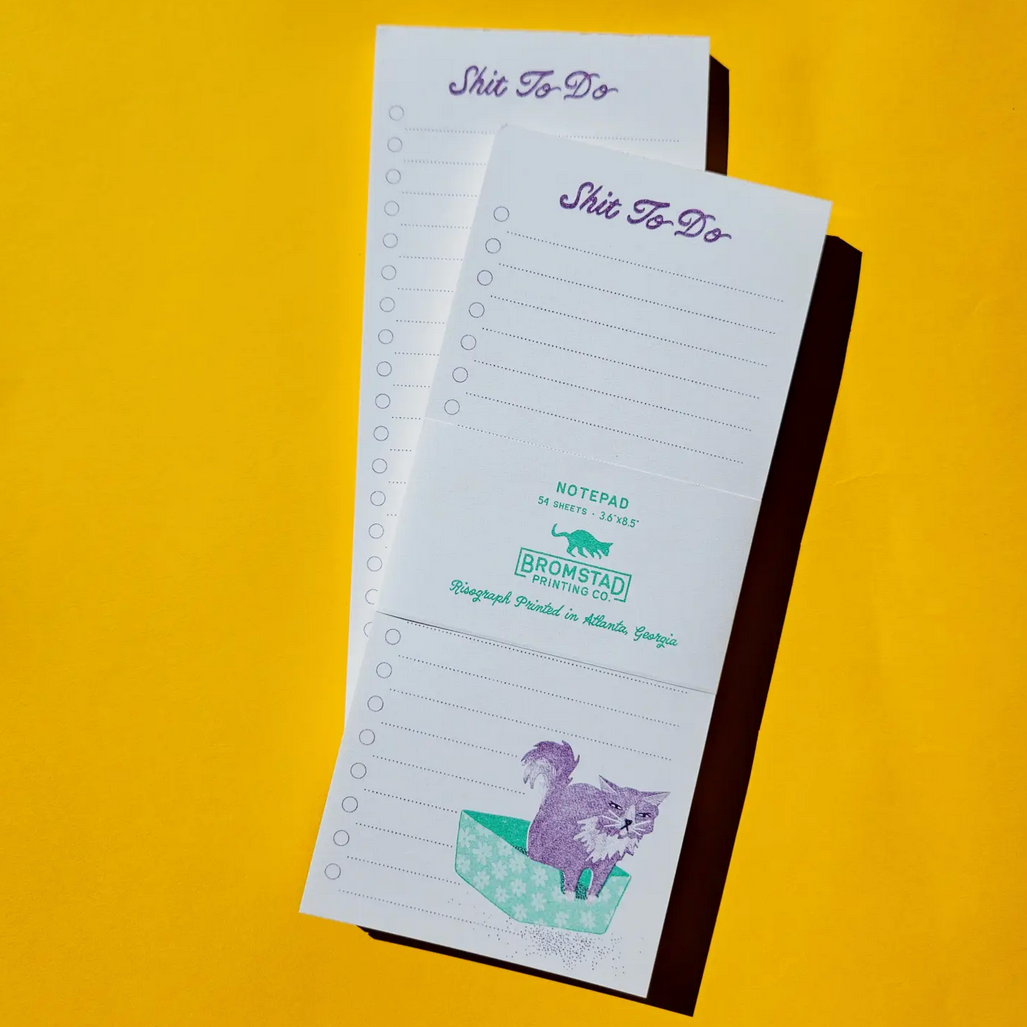 Shit To Do
Shit To Do
NOTEPAD
54 SHEETS - 3.6"x8.5"
BROMSTAD
PRINTING CO.
Risograph Printed in Atlanta, Georgia